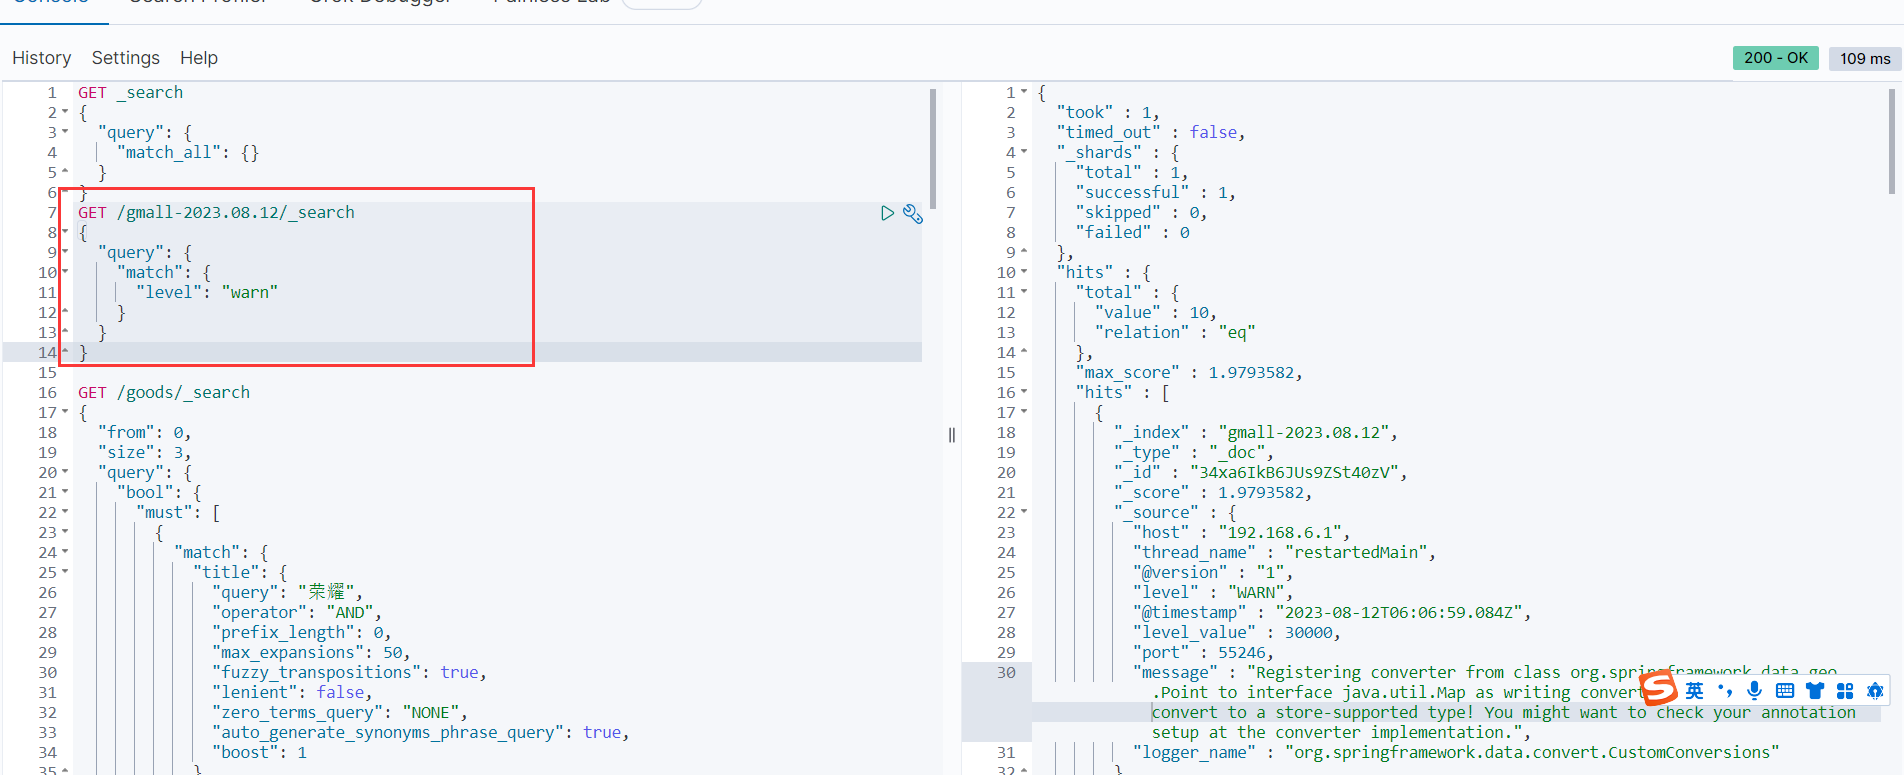 Console Search Profiler Grok Debugger Painless Lab
History Settings Help
200 - OK 109 ms
1 GET _search
2 {
3 "query": {
4 "match_all": {}
5 }
6 }
7 GET /gmall-2023.08.12/_search
8 {
9 "query": {
10 "match": {
11 "level": "warn"
12 }
13 }
14 }
15
16 GET /goods/_search
17 {
18 "from": 0,
19 "size": 3,
20 "query": {
21 "bool": {
22 "must": [
23 {
24 "match": {
25 "title": {
26 "query": "荣耀",
27 "operator": "AND",
28 "prefix_length": 0,
29 "max_expansions": 50,
30 "fuzzy_transpositions": true,
31 "lenient": false,
32 "zero_terms_query": "NONE",
33 "auto_generate_synonyms_phrase_query": true,
34 "boost": 1
35 }
1 {
2 "took" : 1,
3 "timed_out" : false,
4 "_shards" : {
5 "total" : 1,
6 "successful" : 1,
7 "skipped" : 0,
8 "failed" : 0
9 },
10 "hits" : {
11 "total" : {
12 "value" : 10,
13 "relation" : "eq"
14 },
15 "max_score" : 1.9793582,
16 "hits" : [
17 {
18 "_index" : "gmall-2023.08.12",
19 "_type" : "_doc",
20 "_id" : "34xa6IkB6JUs9ZSt40zV",
21 "_score" : 1.9793582,
22 "_source" : {
23 "host" : "192.168.6.1",
24 "thread_name" : "restartedMain",
25 "@version" : "1",
26 "level" : "WARN",
27 "@timestamp" : "2023-08-12T06:06:59.084Z",
28 "level_value" : 30000,
29 "port" : 55246,
30 "message" : "Registering converter from class org.springframework.data.geo
.Point to interface java.util.Map as writing convert
convert to a store-supported type! You might want to check your annotation
setup at the converter implementation.",
31 "logger_name" : "org.springframework.data.convert.CustomConversions"
32 }
英